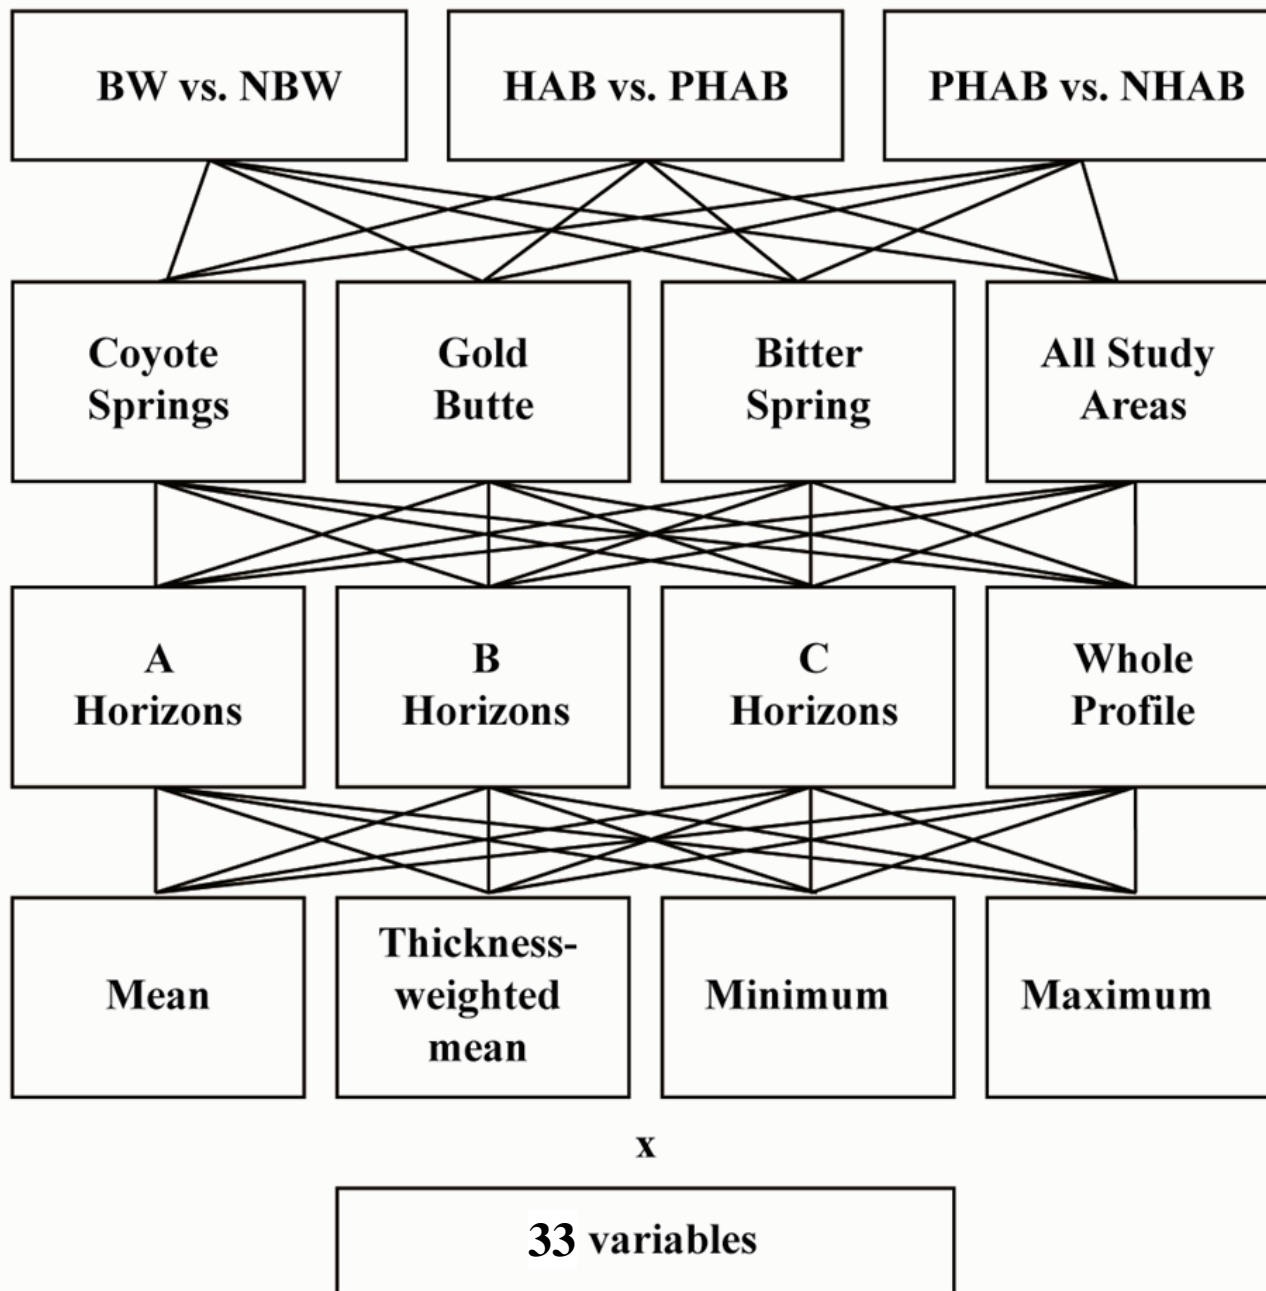 BW vs. NBW
HAB vs. PHAB
PHAB vs. NHAB
Coyote
Springs
Gold
Butte
Bitter
Spring
All Study
Areas
A
Horizons
B
Horizons
C
Horizons
Whole
Profile
Mean
Thickness-
weighted
mean
Minimum
Maximum
x
33 variables